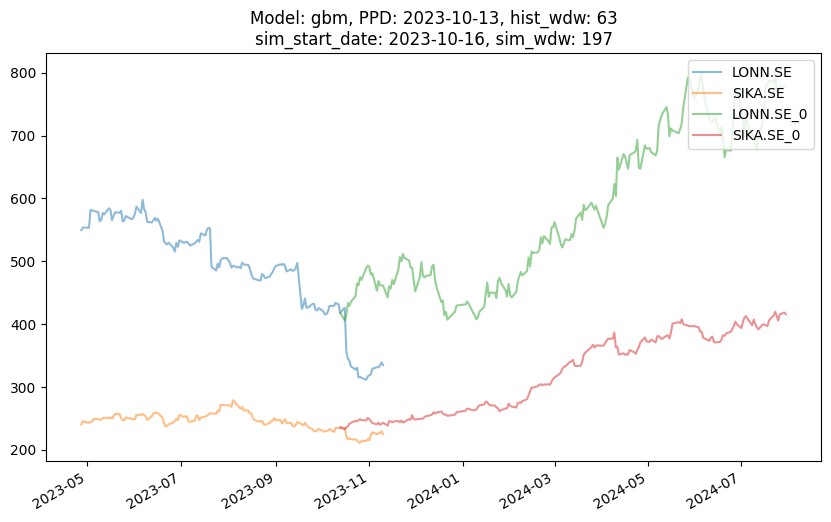 Model: gbm, PPD: 2023-10-13, hist_wdw: 63
sim_start_date: 2023-10-16, sim_wdw: 197
800
700
600
500
400
300
200
LONN.SE
SIKA.SE
LONN.SE_0
SIKA.SE_0
2023-05
2023-07
2023-09
2023-11
2024-01
2024-03
2024-05
2024-07